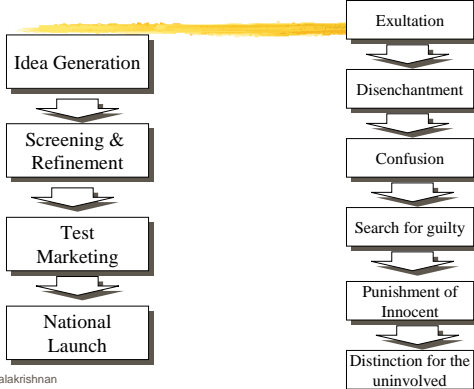 Idea Generation
Screening &
Refinement
Test
Marketing
National
Launch
alakrishnan
Exultation
Disenchantment
Confusion
Search for guilty
Punishment of
Innocent
Distinction for the
uninvolved